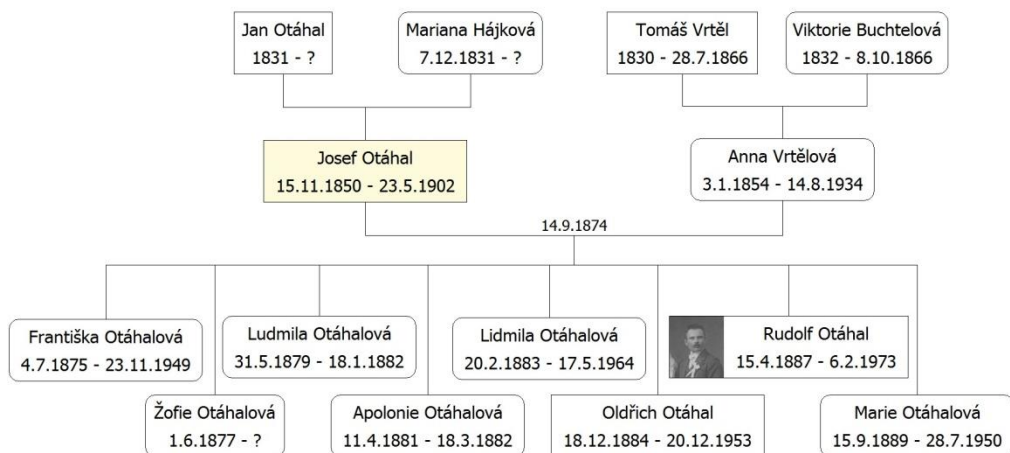 Jan Otáhal
1831 - ?
Mariana Hájková
7.12.1831 - ?
Tomáš Vrtěl
1830 - 28.7.1866
Viktorie Buchtelová
1832 - 8.10.1866
Josef Otáhal
15.11.1850 - 23.5.1902
Anna Vrtělová
3.1.1854 - 14.8.1934
14.9.1874
Františka Otáhalová
4.7.1875 - 23.11.1949
Ludmila Otáhalová
31.5.1879 - 18.1.1882
Lidmila Otáhalová
20.2.1883 - 17.5.1964
Rudolf Otáhal
15.4.1887 - 6.2.1973
Žofie Otáhalová
1.6.1877 - ?
Apolonie Otáhalová
11.4.1881 - 18.3.1882
Oldřich Otáhal
18.12.1884 - 20.12.1953
Marie Otáhalová
15.9.1889 - 28.7.1950